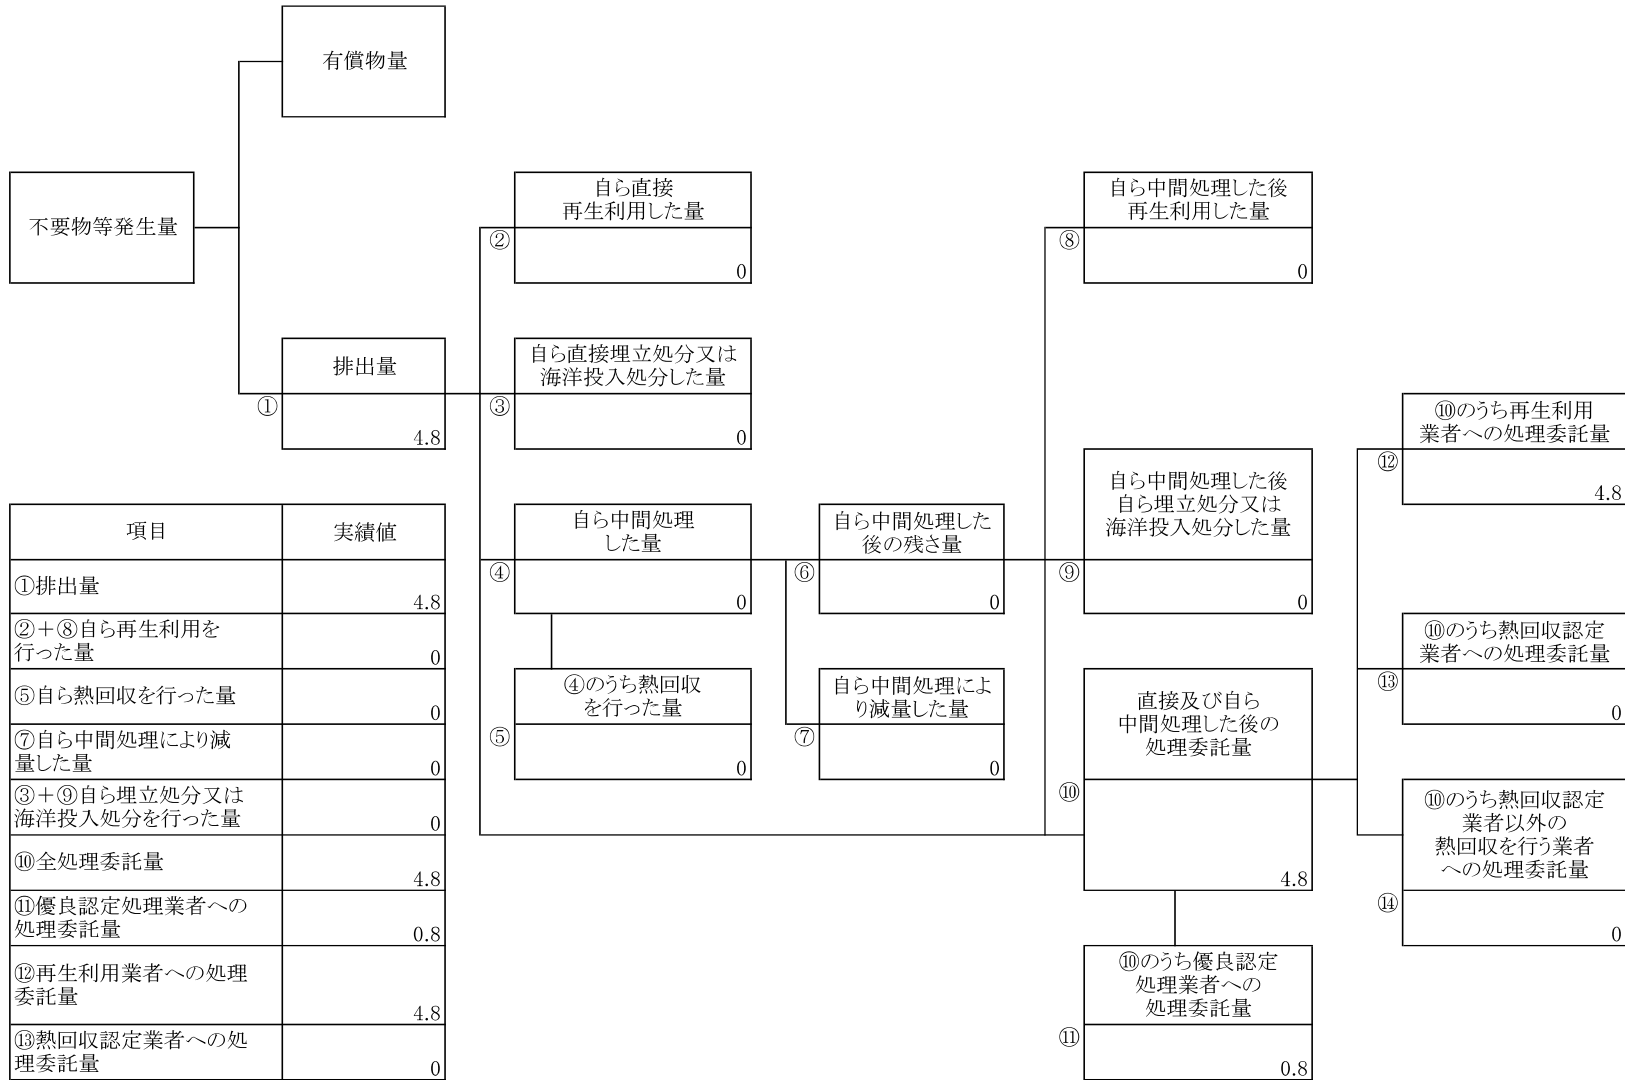 有償物量
不要物等発生量
自ら直接
再生利用した量
②
0
自ら中間処理した後
再生利用した量
⑧
0
排出量
①
4.8
自ら直接埋立処分又は
海洋投入処分した量
③
0
⑩のうち再生利用
業者への処理委託量
⑫
4.8
自ら中間処理
した量
④
0
自ら中間処理した
後の残さ量
⑥
0
自ら中間処理した後
自ら埋立処分又は
海洋投入処分した量
⑨
0
⑩のうち熱回収認定
業者への処理委託量
⑬
0
④のうち熱回収
を行った量
⑤
0
自ら中間処理によ
り減量した量
⑦
0
直接及び自ら
中間処理した後の
処理委託量
⑩
4.8
⑩のうち熱回収認定
業者以外の
熱回収を行う業者
への処理委託量
⑭
0
⑩のうち優良認定
処理業者への
処理委託量
⑪
0.8
項目 実績値
①排出量
4.8
②＋⑧自ら再生利用を
行った量
0
⑤自ら熱回収を行った量
0
⑦自ら中間処理により減
量した量
0
③＋⑨自ら埋立処分又は
海洋投入処分を行った量
0
⑩全処理委託量
4.8
⑪優良認定処理業者への
処理委託量
0.8
⑫再生利用業者への処理
委託量
4.8
⑬熱回収認定業者への処
理委託量
0